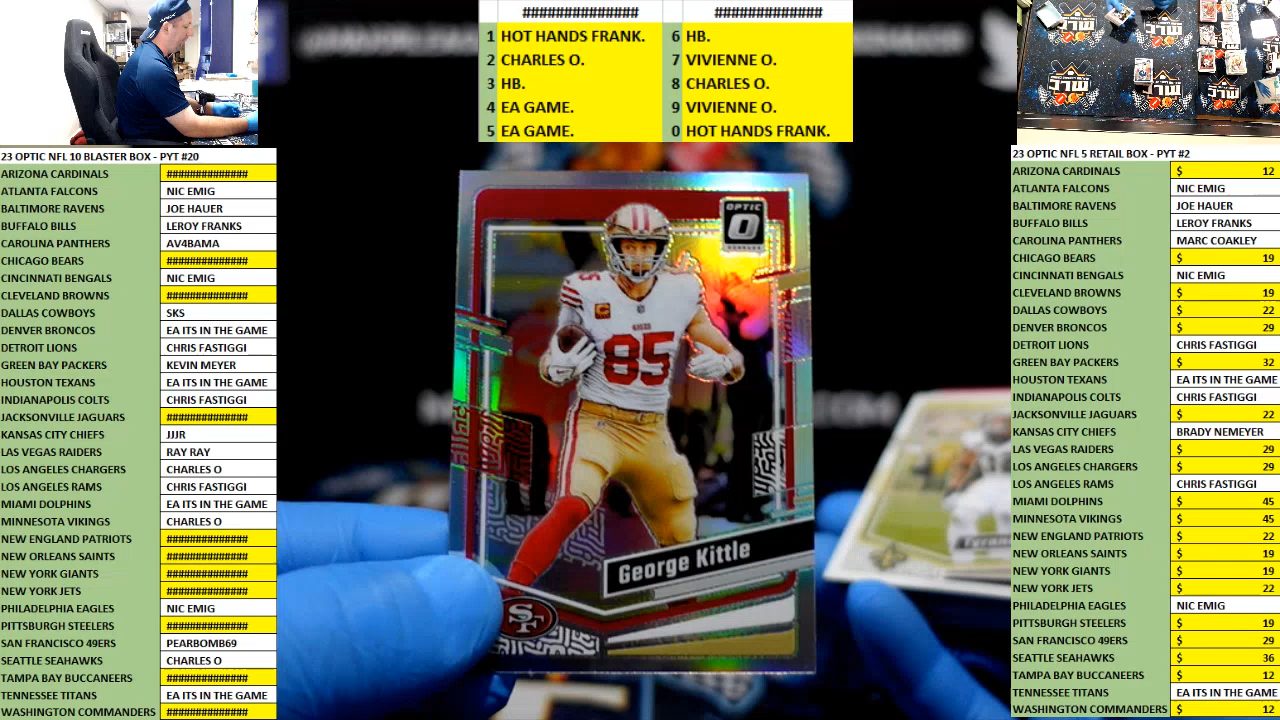 ############## #############
1 HOT HANDS FRANK. 6 HB.
2 CHARLES O. 7 VIVIENNE O.
3 HB. 8 CHARLES O.
4 EA GAME. 9 VIVIENNE O.
5 EA GAME. 0 HOT HANDS FRANK.
23 OPTIC NFL 10 BLASTER BOX - PYT #20
ARIZONA CARDINALS ##############
ATLANTA FALCONS NIC EMIG
BALTIMORE RAVENS JOE HAUER
BUFFALO BILLS LEROY FRANKS
CAROLINA PANTHERS AV4BAMA
CHICAGO BEARS ##############
CINCINNATI BENGALS NIC EMIG
CLEVELAND BROWNS ##############
DALLAS COWBOYS SKS
DENVER BRONCOS EA ITS IN THE GAME
DETROIT LIONS CHRIS FASTIGGI
GREEN BAY PACKERS KEVIN MEYER
HOUSTON TEXANS EA ITS IN THE GAME
INDIANAPOLIS COLTS CHRIS FASTIGGI
JACKSONVILLE JAGUARS ##############
KANSAS CITY CHIEFS JJJR
LAS VEGAS RAIDERS RAY RAY
LOS ANGELES CHARGERS CHARLES O
LOS ANGELES RAMS CHRIS FASTIGGI
MIAMI DOLPHINS EA ITS IN THE GAME
MINNESOTA VIKINGS CHARLES O
NEW ENGLAND PATRIOTS ##############
NEW ORLEANS SAINTS ##############
NEW YORK GIANTS ##############
NEW YORK JETS ##############
PHILADELPHIA EAGLES NIC EMIG
PITTSBURGH STEELERS ##############
SAN FRANCISCO 49ERS PEARBOMB69
SEATTLE SEAHAWKS CHARLES O
TAMPA BAY BUCCANEERS ##############
TENNESSEE TITANS EA ITS IN THE GAME
WASHINGTON COMMANDERS ##############
OPTIC
85
49ERS
85
George Kittle
SF
23 OPTIC NFL 5 RETAIL BOX - PYT #2
ARIZONA CARDINALS $ 12
ATLANTA FALCONS NIC EMIG
BALTIMORE RAVENS JOE HAUER
BUFFALO BILLS LEROY FRANKS
CAROLINA PANTHERS MARC COAKLEY
CHICAGO BEARS $ 19
CINCINNATI BENGALS NIC EMIG
CLEVELAND BROWNS $ 19
DALLAS COWBOYS $ 22
DENVER BRONCOS $ 29
DETROIT LIONS CHRIS FASTIGGI
GREEN BAY PACKERS $ 32
HOUSTON TEXANS EA ITS IN THE GAME
INDIANAPOLIS COLTS CHRIS FASTIGGI
JACKSONVILLE JAGUARS $ 22
KANSAS CITY CHIEFS BRADY NEMEYER
LAS VEGAS RAIDERS $ 29
LOS ANGELES CHARGERS $ 29
LOS ANGELES RAMS CHRIS FASTIGGI
MIAMI DOLPHINS $ 45
MINNESOTA VIKINGS $ 45
NEW ENGLAND PATRIOTS $ 22
NEW ORLEANS SAINTS $ 19
NEW YORK GIANTS $ 19
NEW YORK JETS $ 22
PHILADELPHIA EAGLES NIC EMIG
PITTSBURGH STEELERS $ 19
SAN FRANCISCO 49ERS $ 29
SEATTLE SEAHAWKS $ 36
TAMPA BAY BUCCANEERS $ 12
TENNESSEE TITANS EA ITS IN THE GAME
WASHINGTON COMMANDERS $ 12